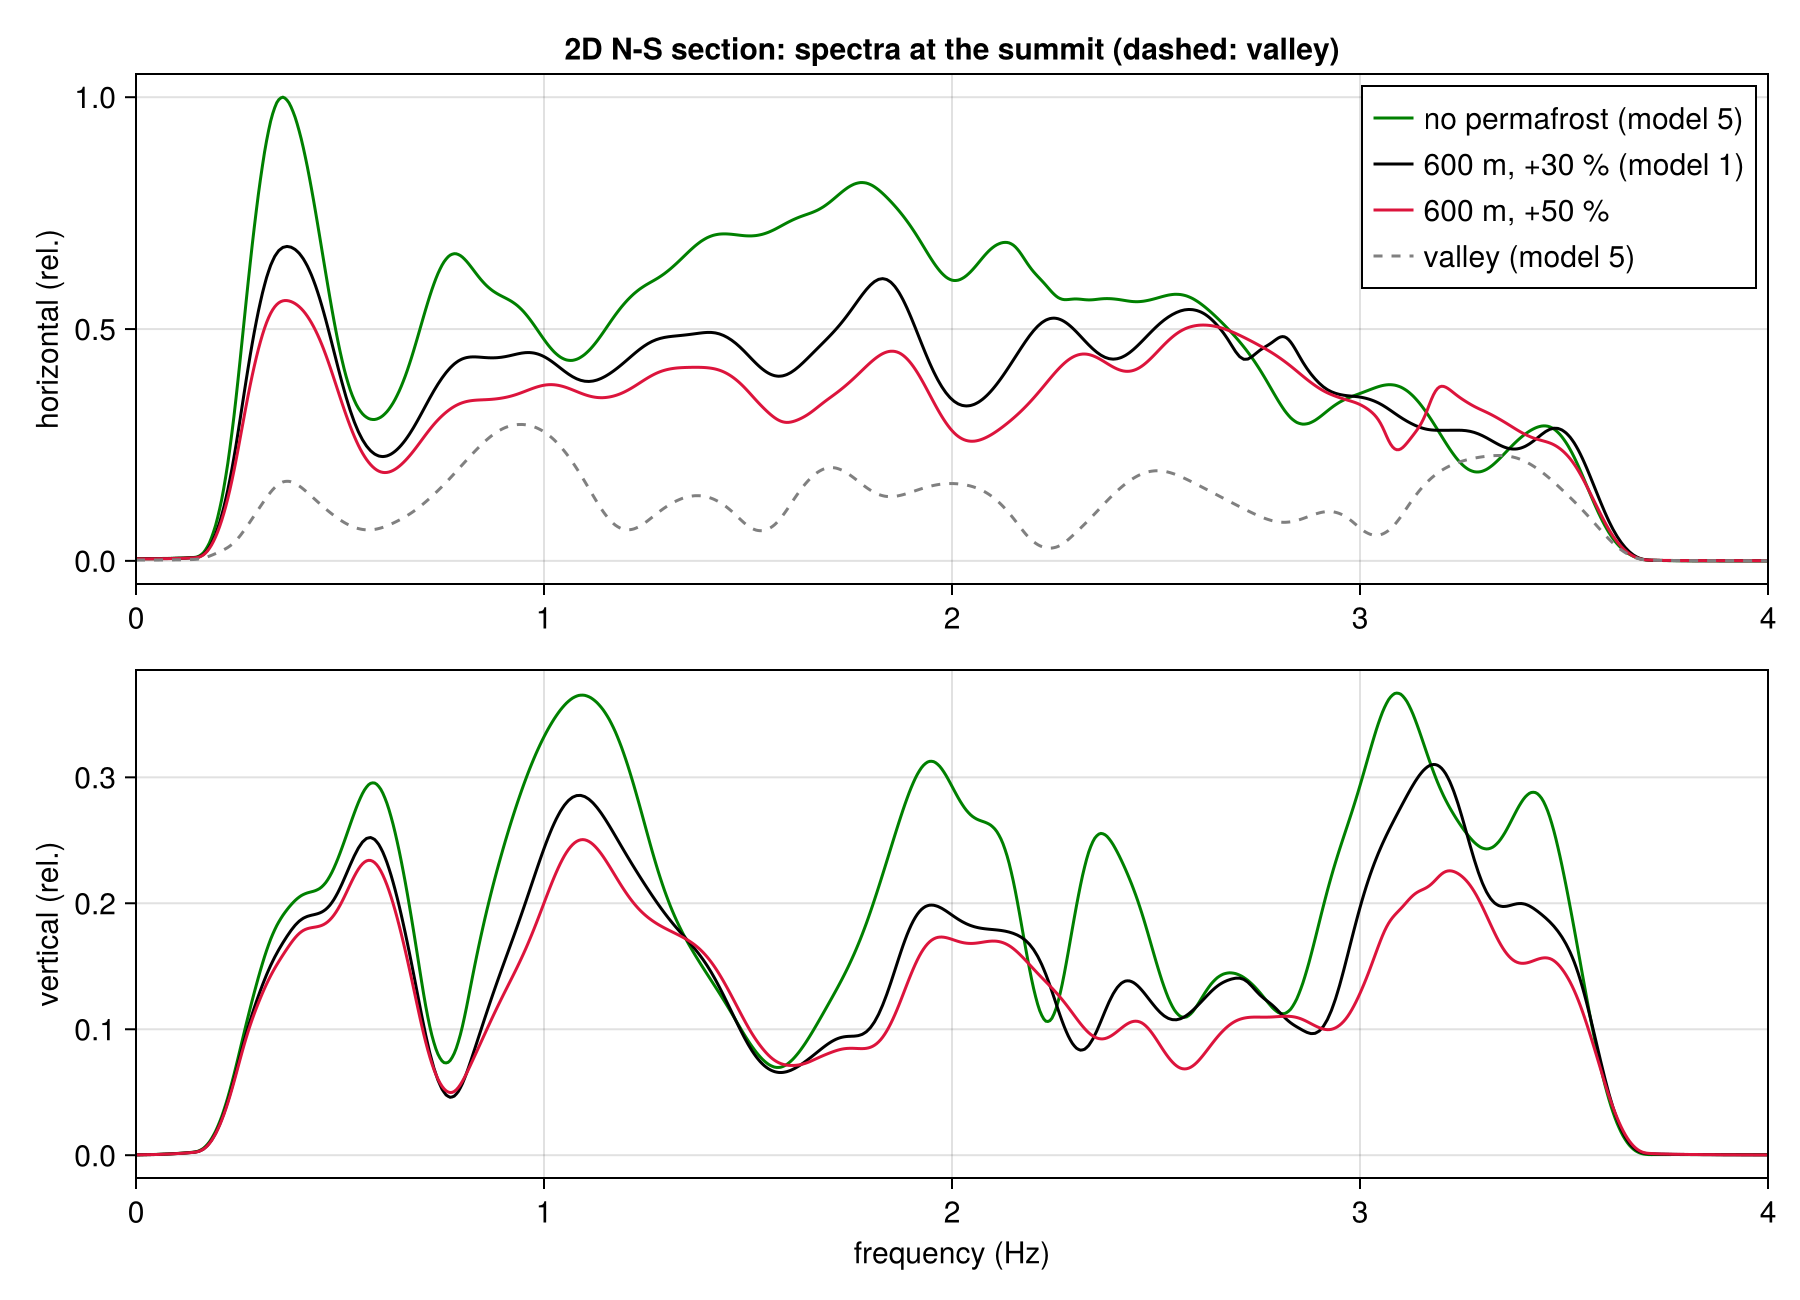 2D N-S section: spectra at the summit (dashed: valley)
1.0
0.5
0.0
horizontal (rel.)
no permafrost (model 5)
600 m, +30 % (model 1)
600 m, +50 %
valley (model 5)
0 1 2 3 4
0.3
0.2
0.1
0.0
vertical (rel.)
0 1 2 3 4
frequency (Hz)